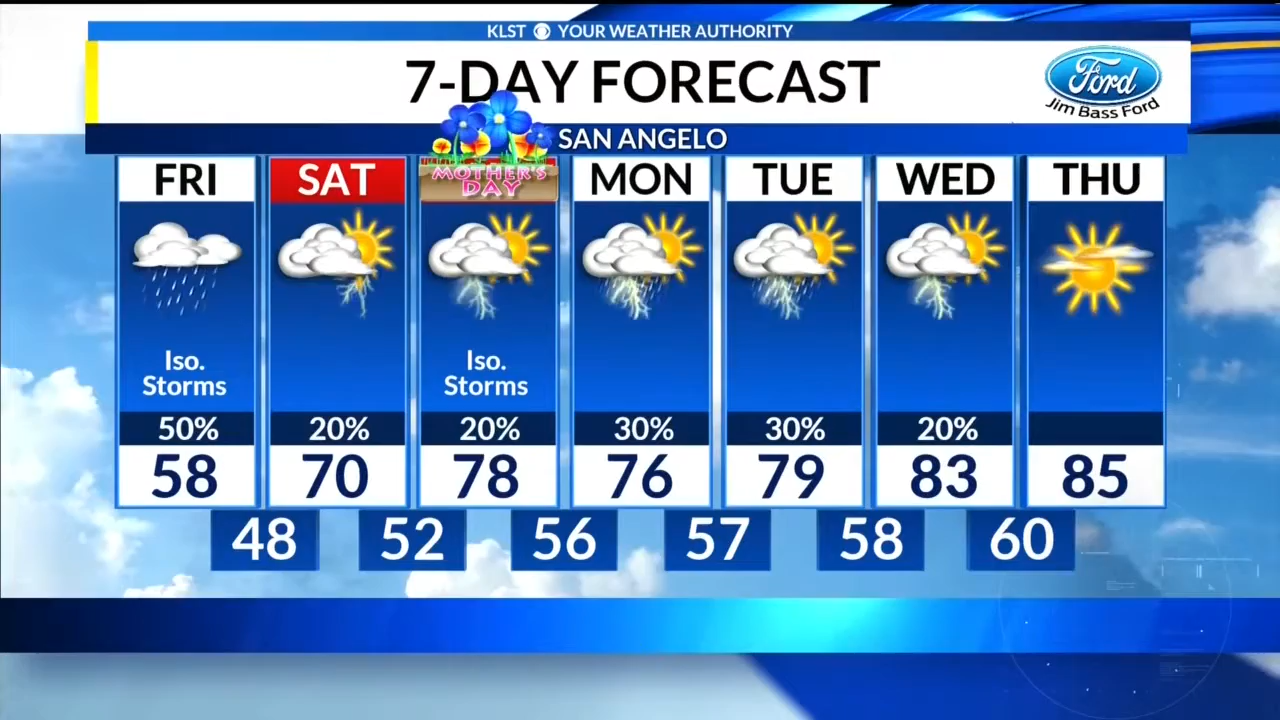 KLST YOUR WEATHER AUTHORITY
7-DAY FORECAST
Ford
Jim Bass Ford
SAN ANGELO
FRI SAT MOTHER'S DAY MON TUE WED THU
Iso. Storms Iso. Storms
50% 20% 20% 30% 30% 20%
58 70 78 76 79 83 85
48 52 56 57 58 60